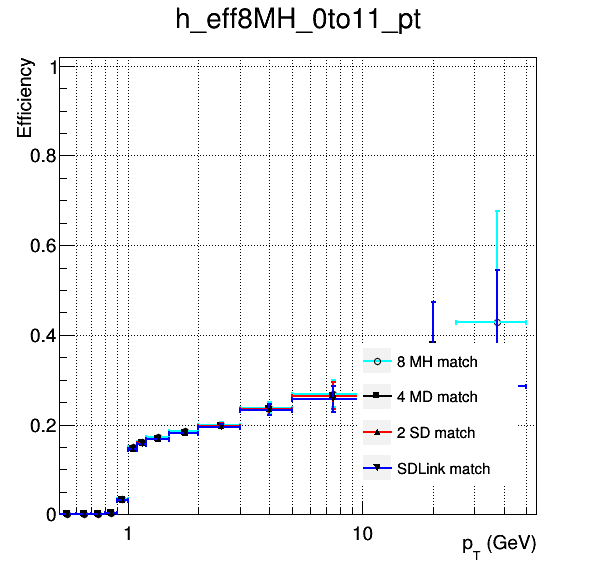 h_eff8MH_0to11_pt
Efficiency
1
0.8
0.6
0.4
0.2
0
8 MH match
4 MD match
2 SD match
SDLink match
1
10
p_T (GeV)